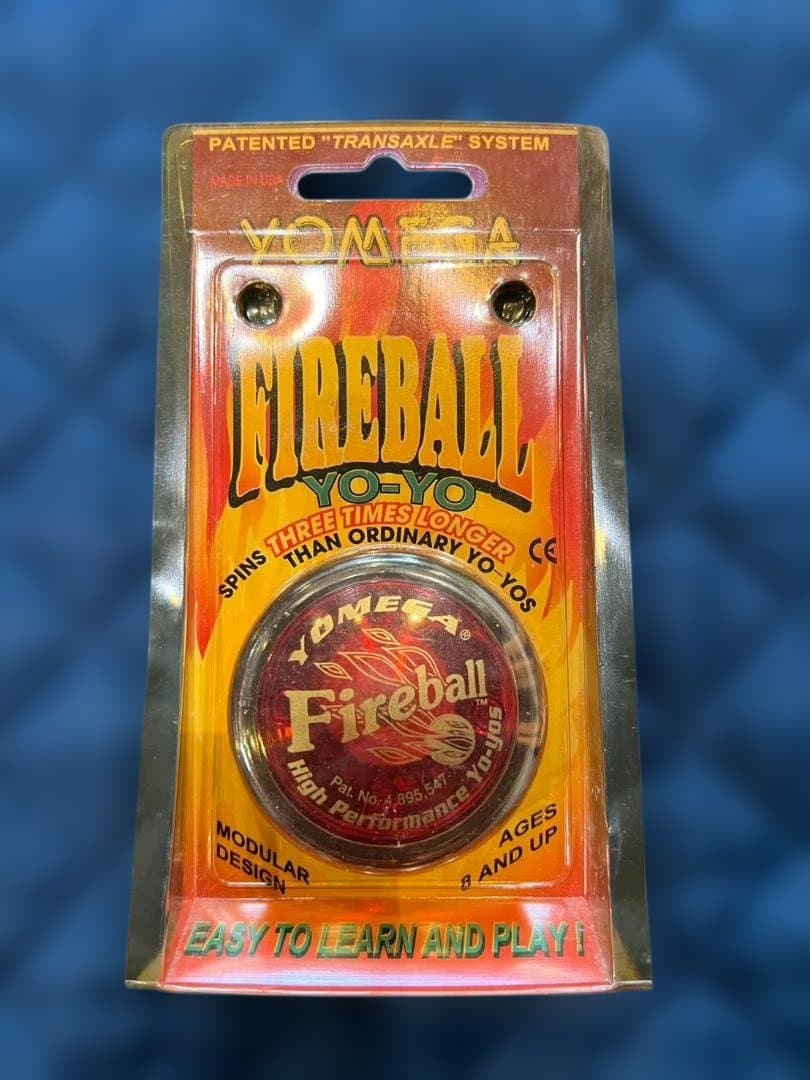 PATENTED "TRANSAXLE" SYSTEM
MADE IN USA
YOMEGA
FIREBALL
YO-YO
SPINS THREE TIMES LONGER
THAN ORDINARY YO-YOS
CE
YOMEGA®
Fireball™
Pat. No. 4,895,547
High Performance Yo-Yos
MODULAR
DESIGN
AGES
8 AND UP
EASY TO LEARN AND PLAY !